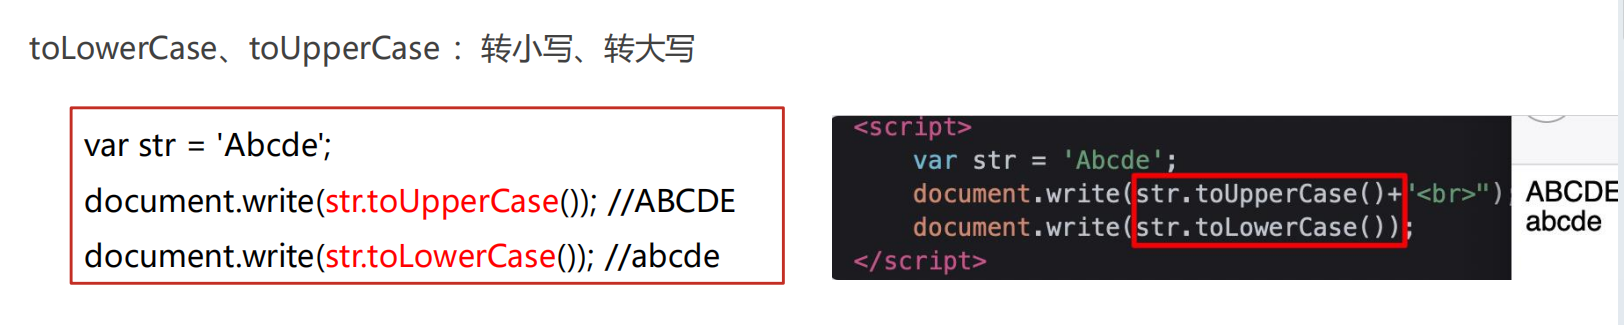 toLowerCase、toUpperCase ：转小写、转大写
var str = 'Abcde';
document.write(str.toUpperCase()); //ABCDE
document.write(str.toLowerCase()); //abcde
<script>
var str = 'Abcde';
document.write(str.toUpperCase()+"<br>");
document.write(str.toLowerCase());
</script>
ABCDE
abcde